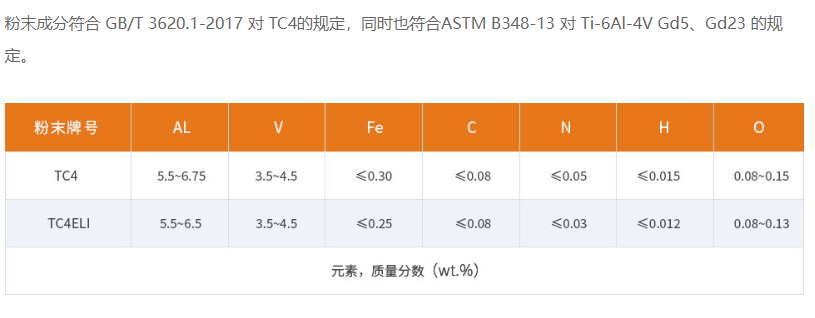 粉末成分符合 GB/T 3620.1-2017 对 TC4的规定，同时也符合ASTM B348-13 对 Ti-6Al-4V Gd5、Gd23 的规
定。
粉末牌号 AL V Fe C N H O
TC4 5.5~6.75 3.5~4.5 ≤0.30 ≤0.08 ≤0.05 ≤0.015 0.08~0.15
TC4ELI 5.5~6.5 3.5~4.5 ≤0.25 ≤0.08 ≤0.03 ≤0.012 0.08~0.13
元素，质量分数（wt.%）